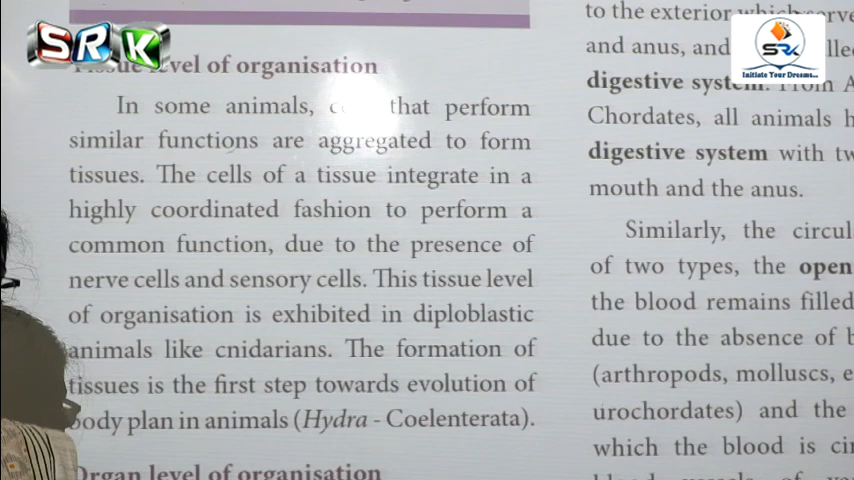 SRK
Tissue level of organisation
In some animals, that perform
similar functions are aggregated to form
tissues. The cells of a tissue integrate in a
highly coordinated fashion to perform a
common function, due to the presence of
nerve cells and sensory cells. This tissue level
of organisation is exhibited in diploblastic
animals like cnidarians. The formation of
tissues is the first step towards evolution of
body plan in animals (Hydra - Coelenterata).
Organ level of organisation
to the exterior which
and anus, and
digestive system. From
Chordates, all animals
digestive system with
mouth and the anus.
Similarly, the
of two types, the open
the blood remains filled
due to the absence of
(arthropods, molluscs,
urochordates) and the
which the blood is
SRK
Initiate Your Dreams...